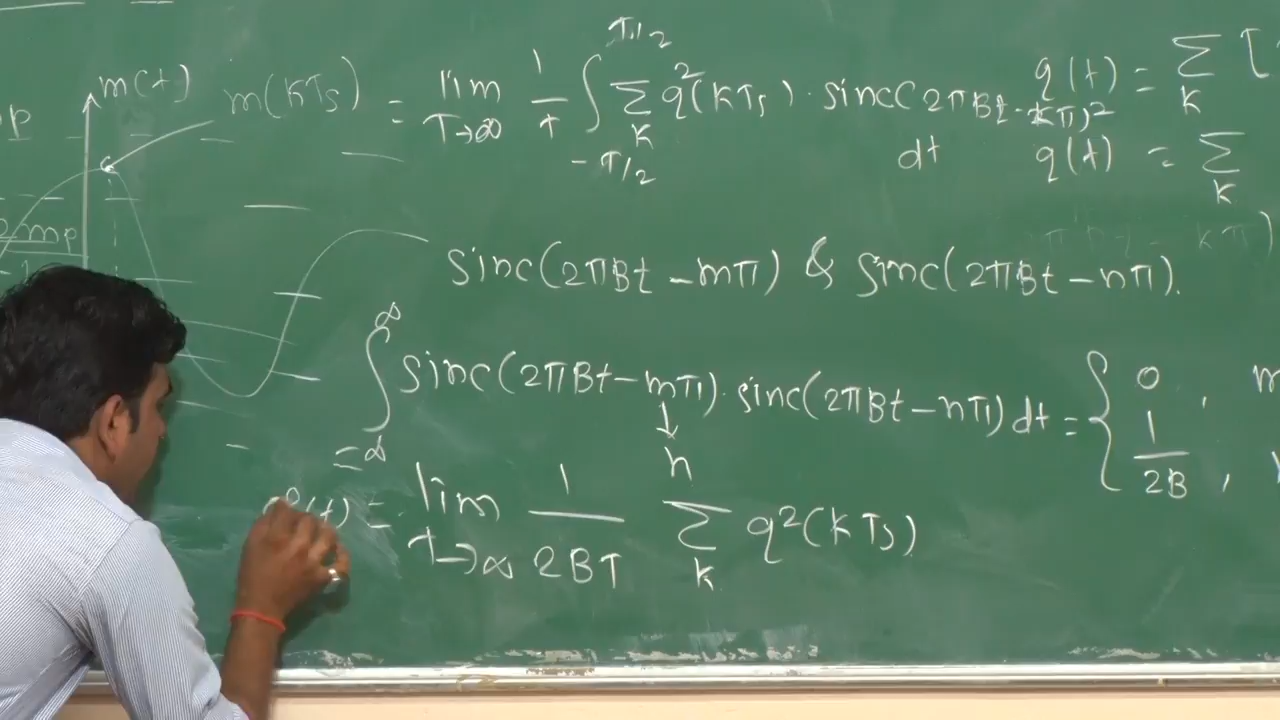 m(t) m(kTs) = lim T→∞ 1/T ∫ -T/2 T/2 Σ k q²(kTs) · sinc(2πBt - kπ)² dt
q(t) = Σ k [
q(t) = Σ k
p
2mp
sinc(2πBt - mπ) & sinc(2πBt - nπ).
∫ -∞ ∞ sinc(2πBt - mπ) · sinc(2πBt - nπ) dt = { 0 , m
1/2B ,
↓ n
(t) = lim T→∞ 1/2BT Σ k q²(kTs)